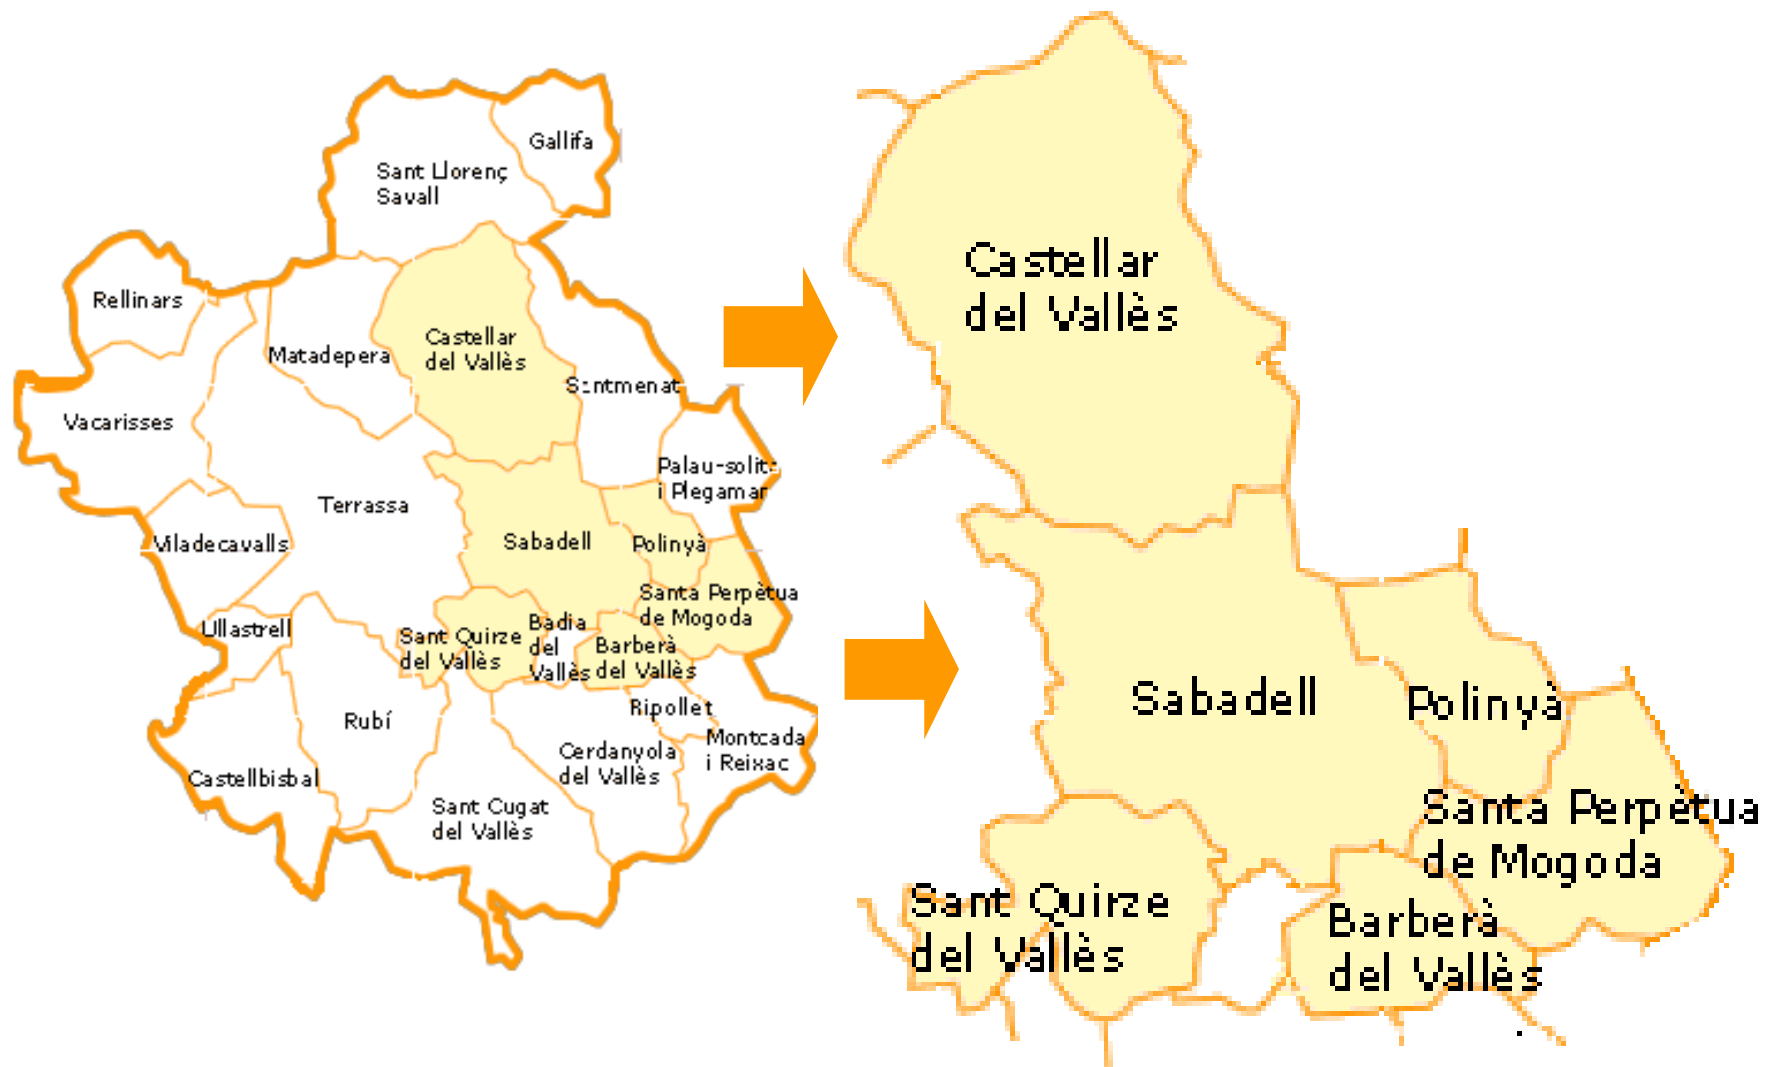 Gallifa
Sant Llorenç
Savall
Rellinars
Castellar
del Vallès
Matadepera
Sentmenat
Vacarisses
Palau-solità
i Plegaman
Terrassa
Viladecavalls
Sabadell
Polinyà
Santa Perpètua
de Mogoda
Ullastrell
Sant Quirze
del Vallès
Badia
del
Vallès
Barberà
del Vallès
Ripollet
Rubí
Montcada
i Reixac
Cerdanyola
del Vallès
Castellbisbal
Sant Cugat
del Vallès
Castellar
del Vallès
Sabadell
Polinyà
Santa Perpètua
de Mogoda
Sant Quirze
del Vallès
Barberà
del Vallès